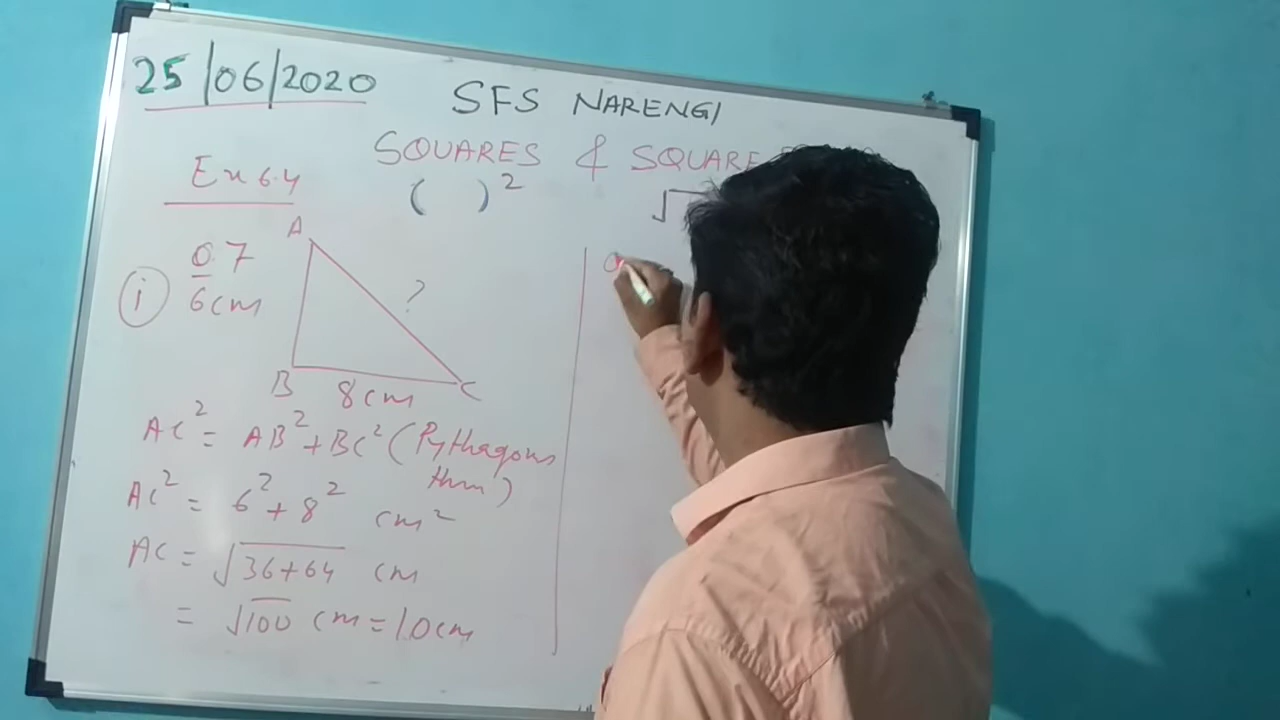 25/06/2020
SFS NARENGI
SQUARES & SQUARE
Ex 6.4
( )²
√
Q.7
i
6cm
A
?
B
8cm
C
AC² = AB² + BC² (Pythagoras
thm)
AC² = 6² + 8² cm²
AC = √36+64 cm
= √100 cm = 10cm